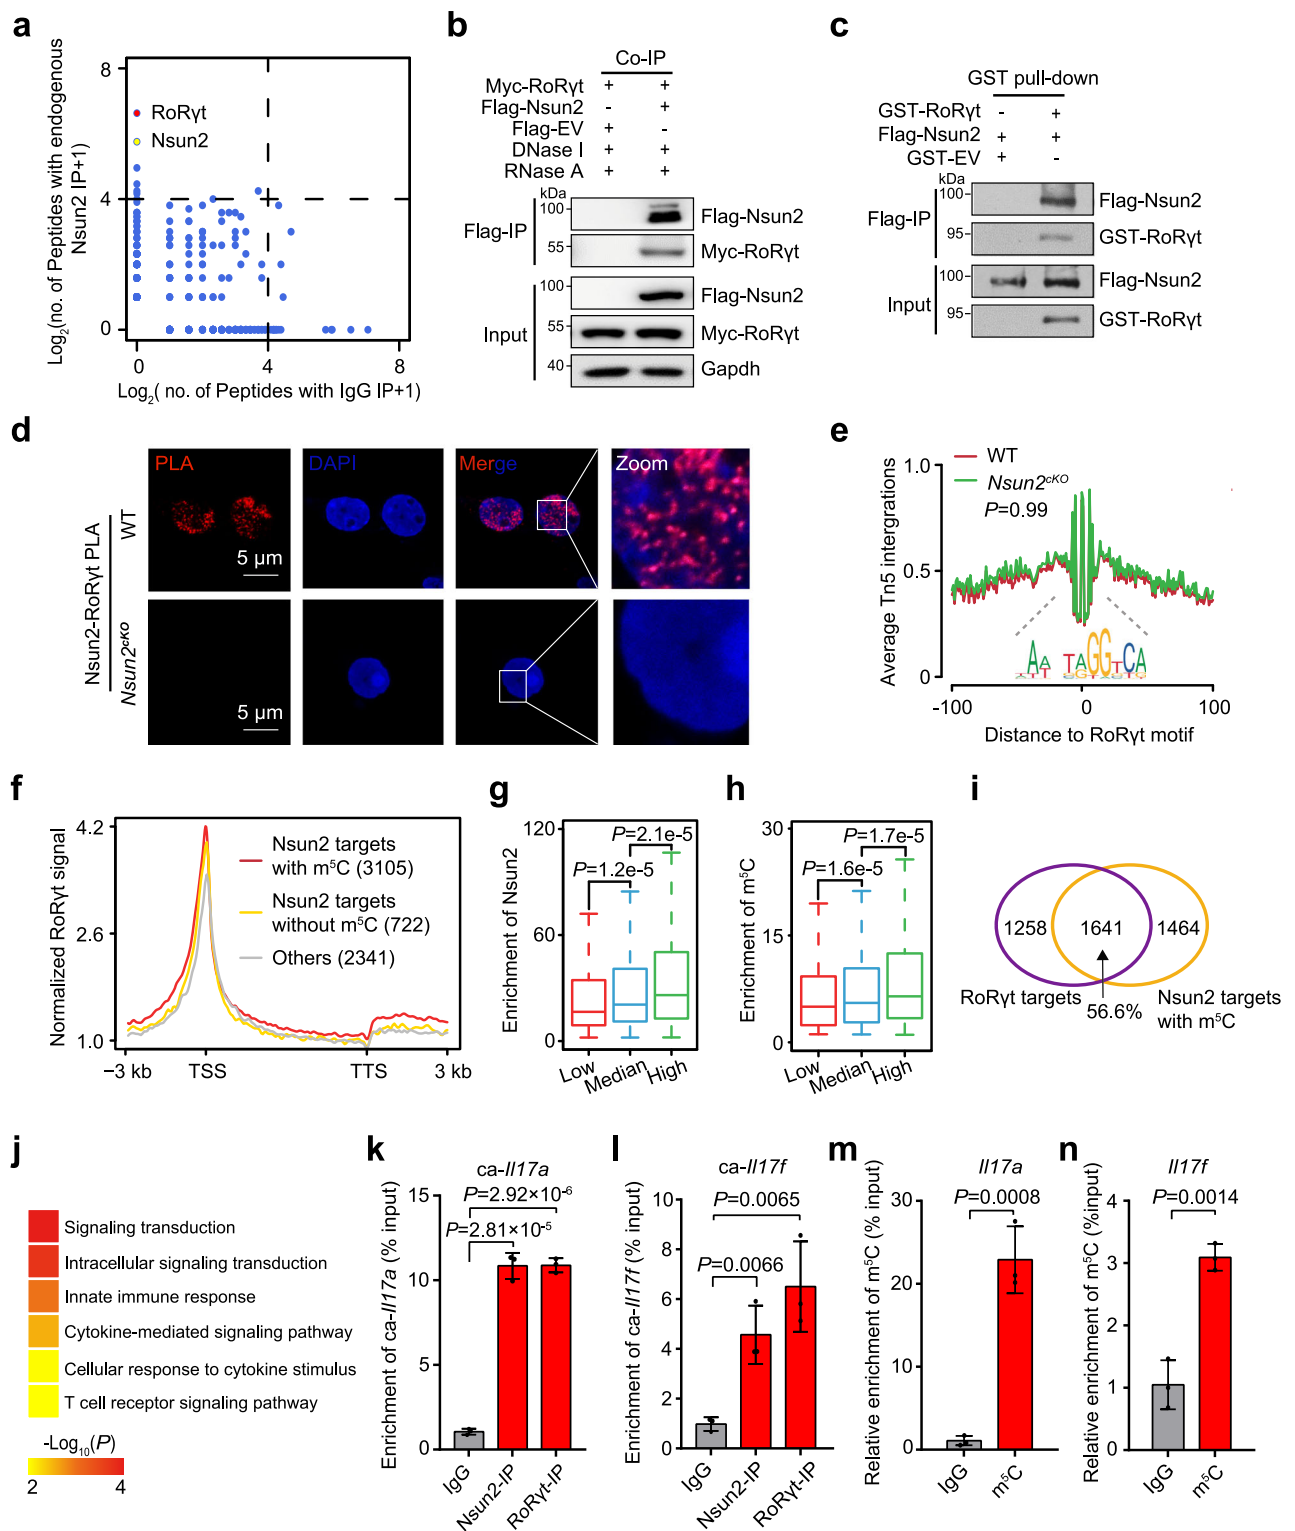 a
Log2(no. of Peptides with endogenous
Nsun2 IP+1)
8
4
0
RoRγt
Nsun2
0
4
8
Log2( no. of Peptides with IgG IP+1)
b
Co-IP
Myc-RoRγt + +
Flag-Nsun2 - +
Flag-EV + -
DNase I + +
RNase A + +
kDa
Flag-IP
100
Flag-Nsun2
55
Myc-RoRγt
Input
100
Flag-Nsun2
55
Myc-RoRγt
40
Gapdh
c
GST pull-down
GST-RoRγt - +
Flag-Nsun2 + +
GST-EV + -
kDa
Flag-IP
100
Flag-Nsun2
95
GST-RoRγt
Input
100
Flag-Nsun2
95
GST-RoRγt
d
Nsun2-RoRγt PLA
WT
Nsun2cKO
PLA
DAPI
Merge
Zoom
5 μm
5 μm
e
WT
Nsun2cKO
P=0.99
Average Tn5 intergrations
1.0
0.5
0
AA TAGGTCA
-100
0
100
Distance to RoRγt motif
f
Normalized RoRγt signal
4.2
2.6
1.0
Nsun2 targets
with m5C (3105)
Nsun2 targets
without m5C (722)
Others (2341)
−3 kb
TSS
TTS
3 kb
g
Enrichment of Nsun2
120
60
0
P=2.1e-5
P=1.2e-5
Low
Median
High
h
Enrichment of m5C
30
15
0
P=1.7e-5
P=1.6e-5
Low
Median
High
i
1258
1641
1464
RoRγt targets
56.6%
Nsun2 targets
with m5C
j
Signaling transduction
Intracellular signaling transduction
Innate immune response
Cytokine-mediated signaling pathway
Cellular response to cytokine stimulus
T cell receptor signaling pathway
-Log10(P)
2
4
k
ca-Il17a
P=2.92×10-6
P=2.81×10-5
Enrichment of ca-Il17a (% input)
15
10
5
0
IgG
Nsun2-IP
RoRγt-IP
l
ca-Il17f
P=0.0065
P=0.0066
Enrichment of ca-Il17f (% input)
10
8
6
4
2
0
IgG
Nsun2-IP
RoRγt-IP
m
Il17a
P=0.0008
Relative enrichment of m5C (% input)
30
20
10
0
IgG
m5C
n
Il17f
P=0.0014
Relative enrichment of m5C (%input)
4
3
2
1
0
IgG
m5C